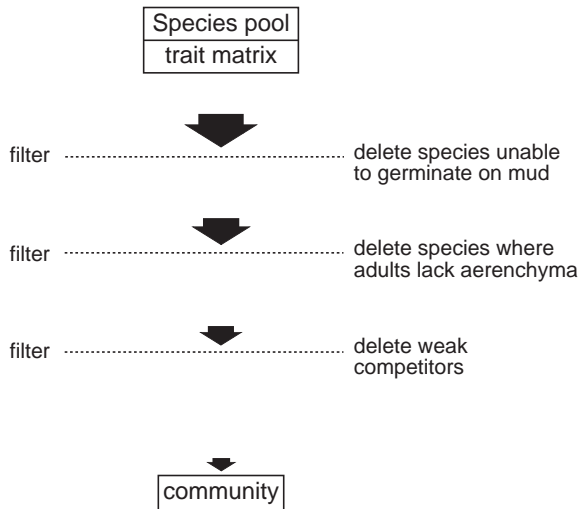 Species pool
trait matrix
filter
delete species unable
to germinate on mud
filter
delete species where
adults lack aerenchyma
filter
delete weak
competitors
community